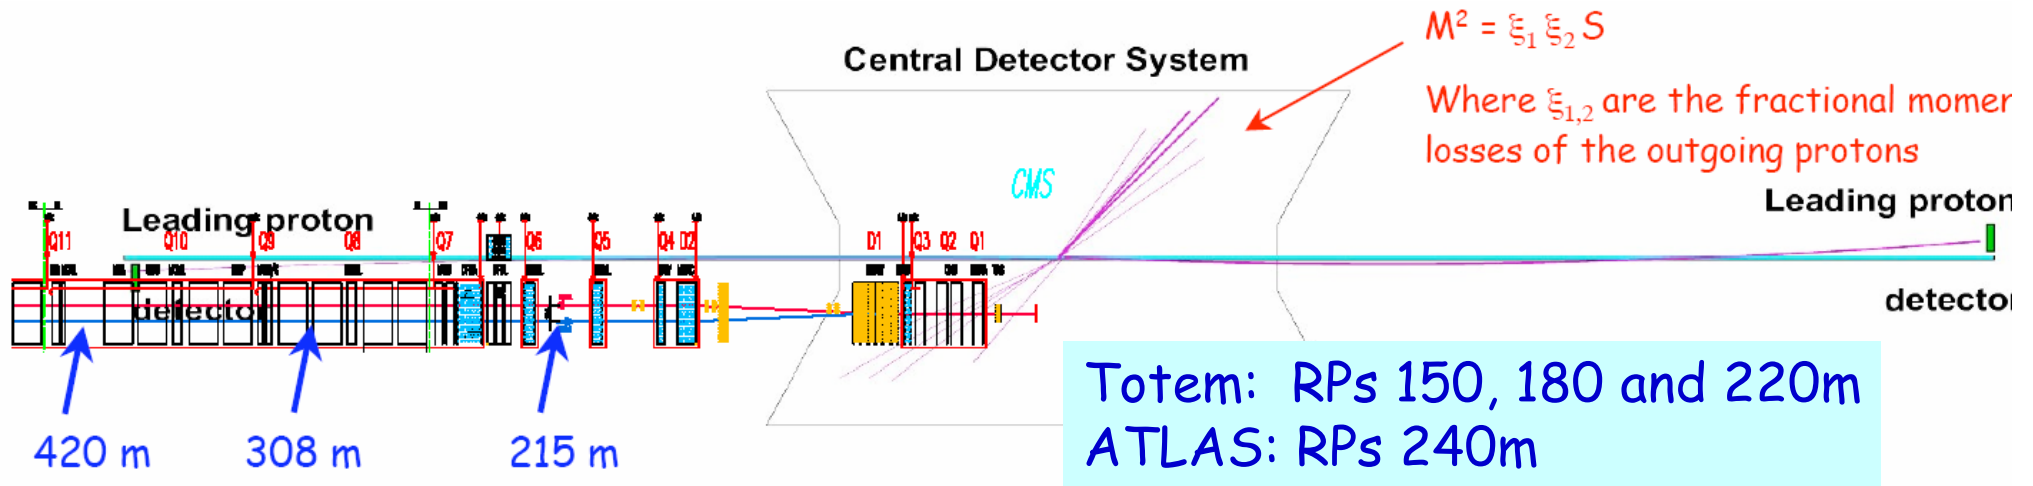 M² = ξ₁ ξ₂ S
Central Detector System
Where ξ₁,₂ are the fractional momen
losses of the outgoing protons
CMS
Leading proton
Leading proton
Q11 Q10 Q9 Q8 Q7 Q6 Q5 Q4 D2 D1 Q3 Q2 Q1
detector
detector
Totem: RPs 150, 180 and 220m
ATLAS: RPs 240m
420 m 308 m 215 m